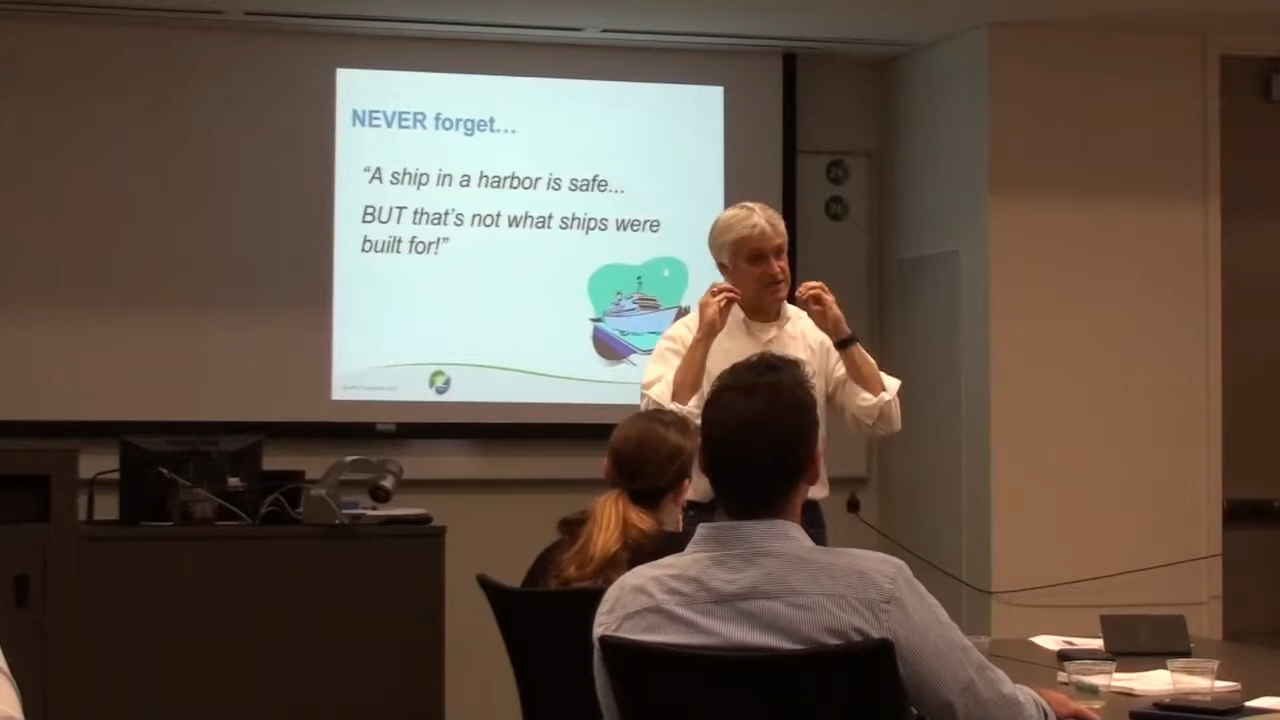 NEVER forget...
“A ship in a harbor is safe...
BUT that’s not what ships were
built for!”